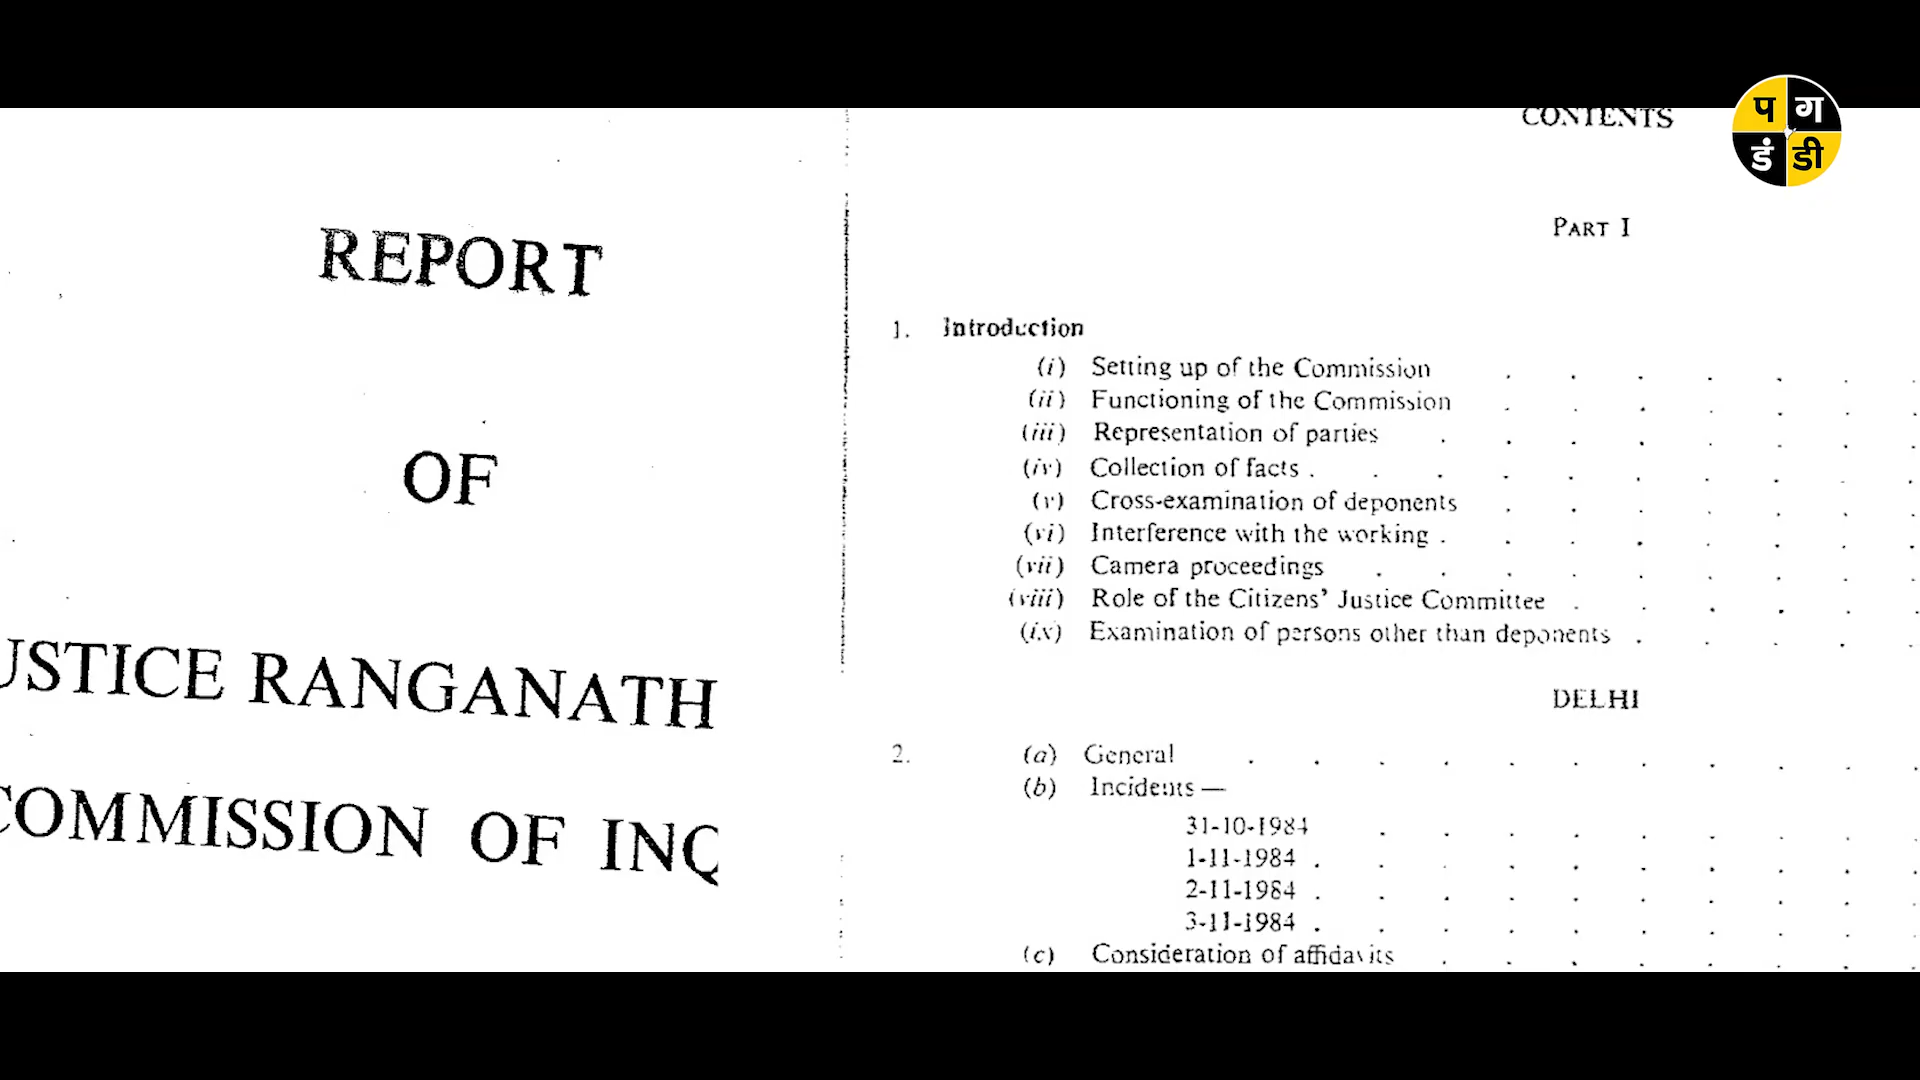 REPORT
OF
USTICE RANGANATH
COMMISSION OF INQ
CONTENTS
PART I
1. Introduction
(i) Setting up of the Commission
(ii) Functioning of the Commission
(iii) Representation of parties
(iv) Collection of facts
(v) Cross-examination of deponents
(vi) Interference with the working
(vii) Camera proceedings
(viii) Role of the Citizens' Justice Committee
(ix) Examination of persons other than deponents
DELHI
2. (a) General
(b) Incidents —
31-10-1984
1-11-1984
2-11-1984
3-11-1984
(c) Consideration of affidavits
प ग
डं डी